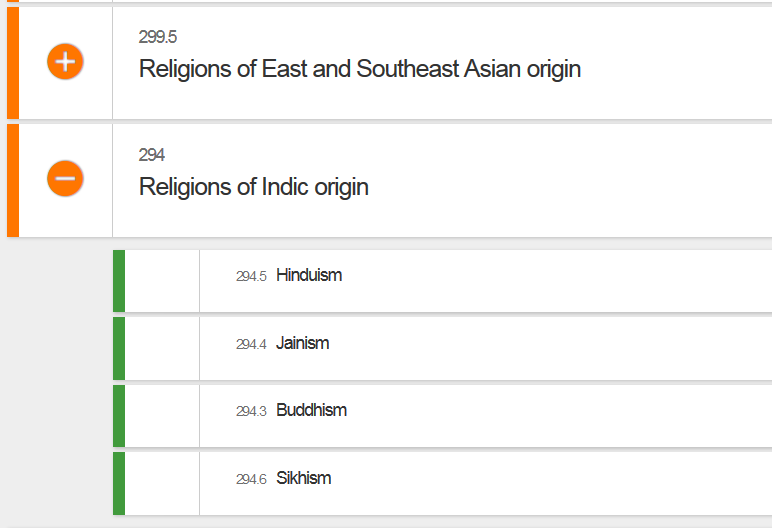 299.5
Religions of East and Southeast Asian origin
294
Religions of Indic origin
294.5 Hinduism
294.4 Jainism
294.3 Buddhism
294.6 Sikhism